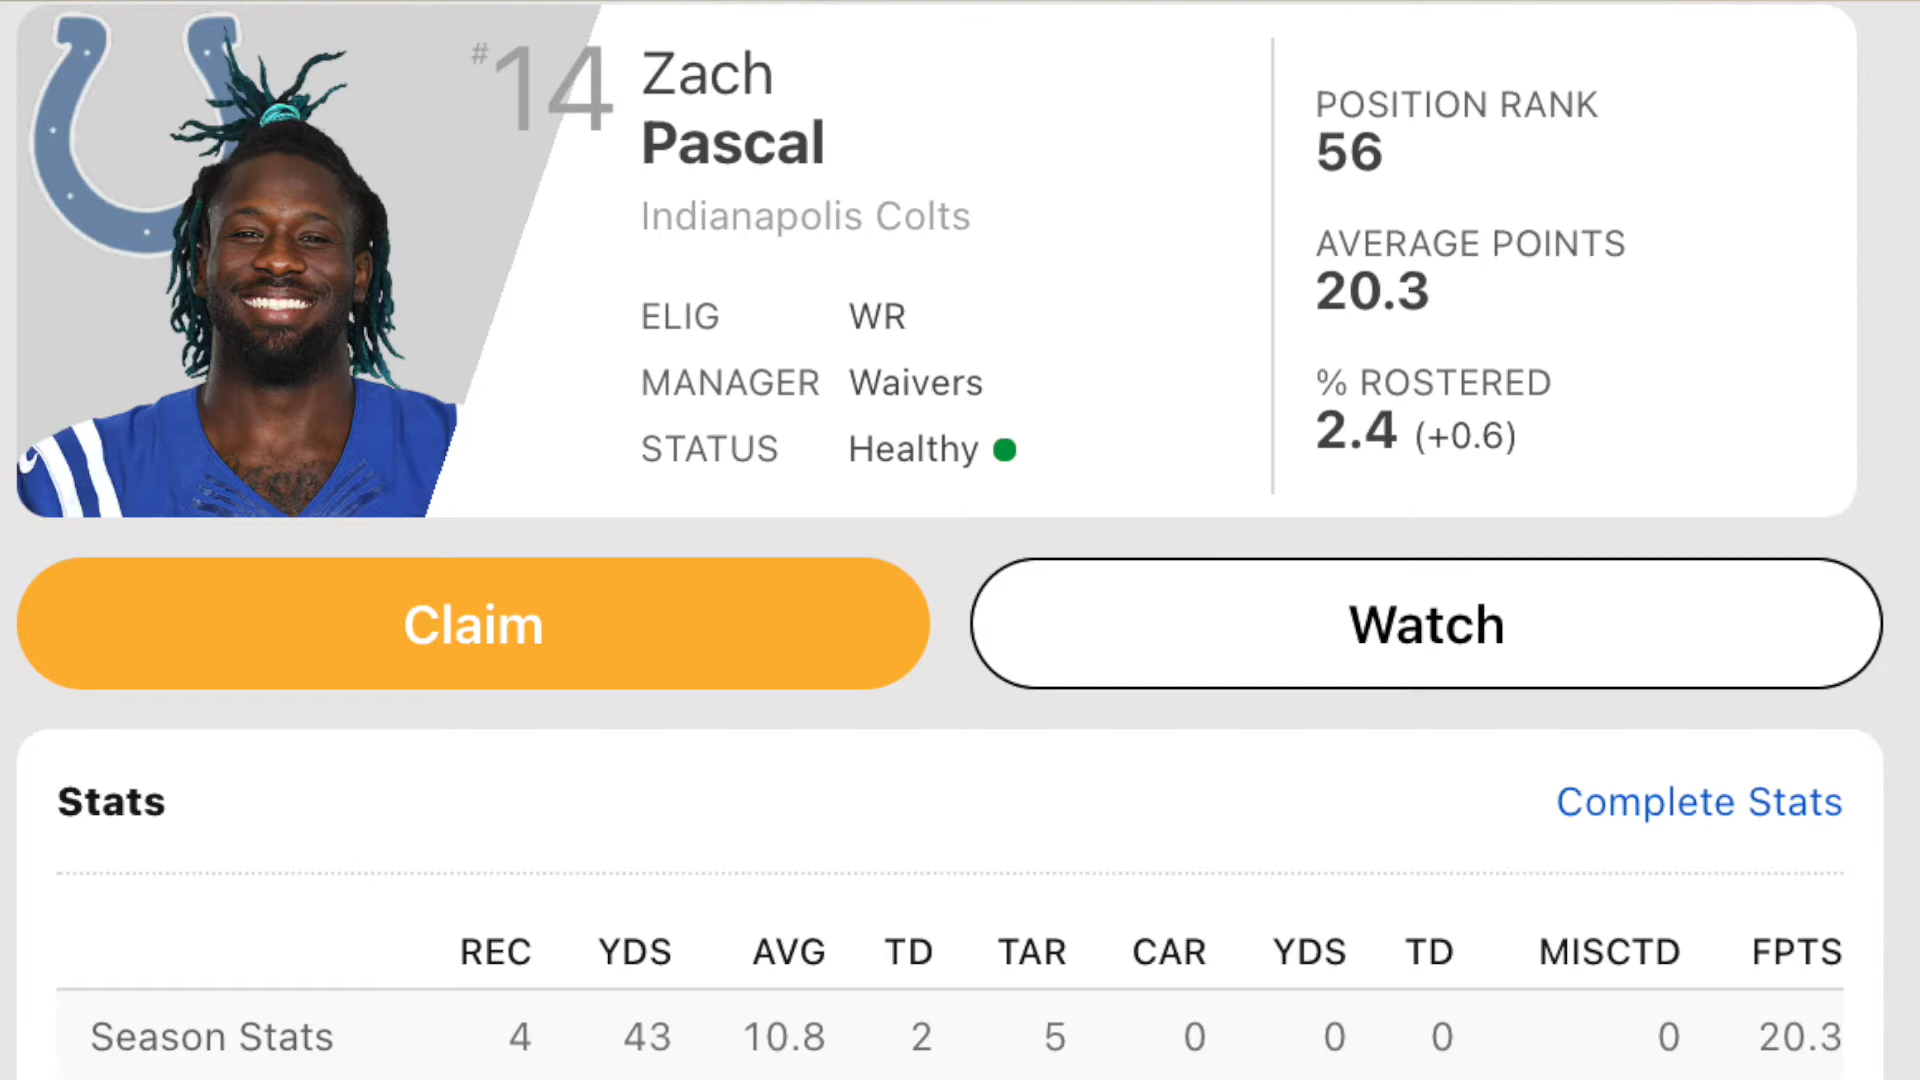 #14
Zach
Pascal
Indianapolis Colts
ELIG WR
MANAGER Waivers
STATUS Healthy
POSITION RANK
56
AVERAGE POINTS
20.3
% ROSTERED
2.4 (+0.6)
Claim
Watch
Stats
Complete Stats
REC YDS AVG TD TAR CAR YDS TD MISCTD FPTS
Season Stats 4 43 10.8 2 5 0 0 0 0 20.3